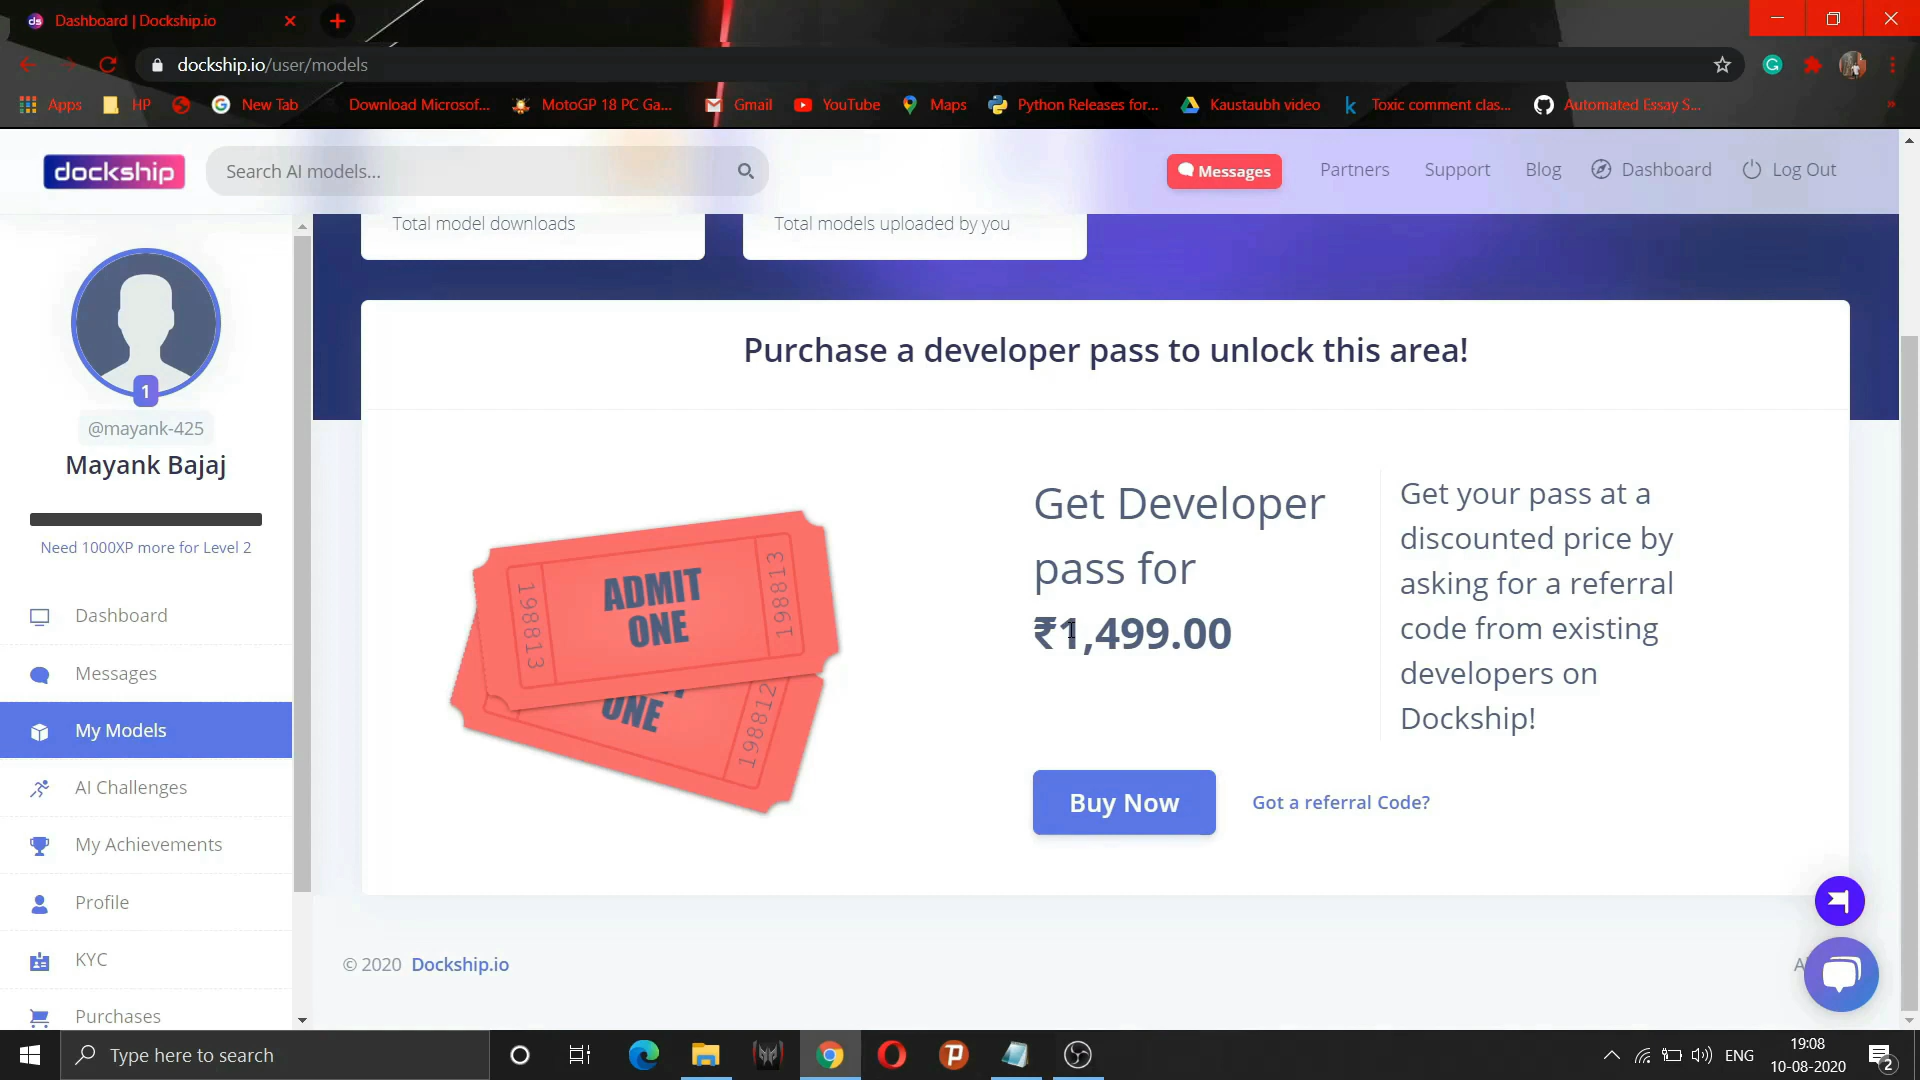 Dashboard | Dockship.io
dockship.io/user/models
Apps HP New Tab Download Microsof... MotoGP 18 PC Ga... Gmail YouTube Maps Python Releases for... Kaustaubh video Toxic comment clas... Automated Essay S... »
dockship Search AI models... Messages Partners Support Blog Dashboard Log Out
Total model downloads Total models uploaded by you
1
@mayank-425
Mayank Bajaj
Need 1000XP more for Level 2
Dashboard
Messages
My Models
AI Challenges
My Achievements
Profile
KYC
Purchases
Purchase a developer pass to unlock this area!
198813 ADMIT ONE 198813
ONE 198812
Get Developer
pass for
₹1,499.00
Get your pass at a
discounted price by
asking for a referral
code from existing
developers on
Dockship!
Buy Now Got a referral Code?
© 2020 Dockship.io
Type here to search
ENG
19:08
10-08-2020
2